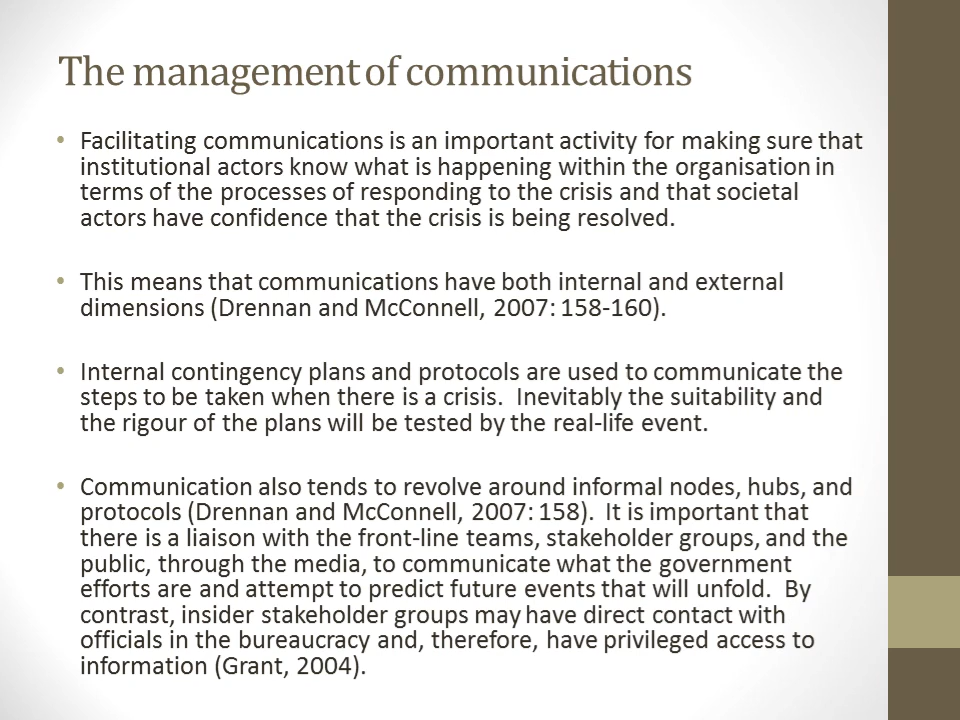 The management of communications
• Facilitating communications is an important activity for making sure that
institutional actors know what is happening within the organisation in
terms of the processes of responding to the crisis and that societal
actors have confidence that the crisis is being resolved.
• This means that communications have both internal and external
dimensions (Drennan and McConnell, 2007: 158-160).
• Internal contingency plans and protocols are used to communicate the
steps to be taken when there is a crisis.  Inevitably the suitability and
the rigour of the plans will be tested by the real-life event.
• Communication also tends to revolve around informal nodes, hubs, and
protocols (Drennan and McConnell, 2007: 158).  It is important that
there is a liaison with the front-line teams, stakeholder groups, and the
public, through the media, to communicate what the government
efforts are and attempt to predict future events that will unfold.  By
contrast, insider stakeholder groups may have direct contact with
officials in the bureaucracy and, therefore, have privileged access to
information (Grant, 2004).